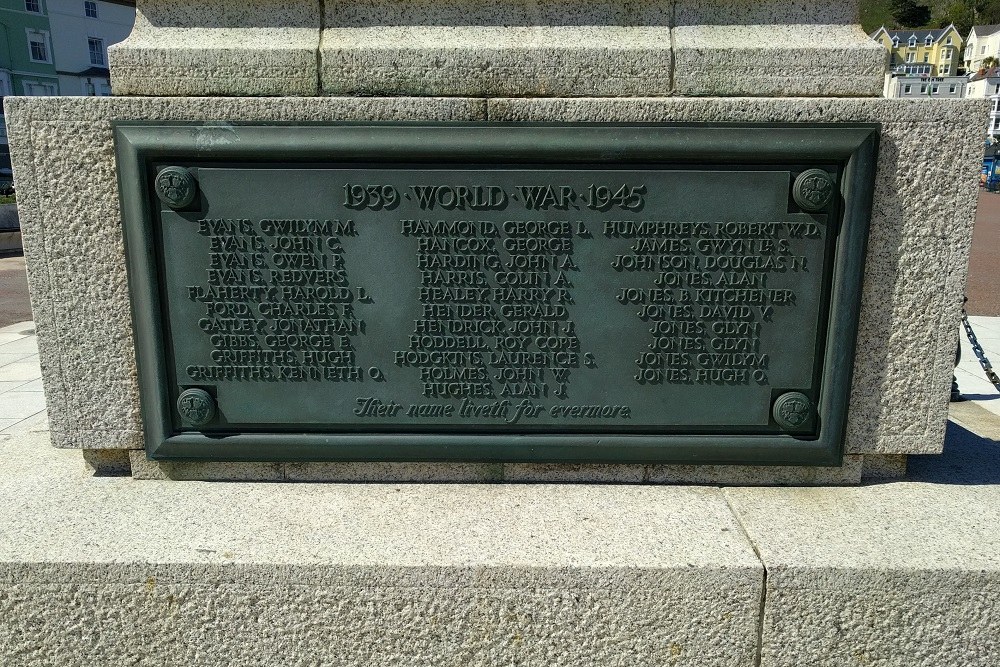 1939 · WORLD · WAR · 1945
EVANS, GWILYM M.
EVANS, JOHN C.
EVANS, OWEN P.
EVANS, REDVERS
FLAHERTY, HAROLD D.
FORD, CHARLES F.
GATLEY, JONATHAN
GIBBS, GEORGE E.
GRIFFITHS, HUGH
GRIFFITHS, KENNETH O.
HAMMOND, GEORGE L.
HANCOX, GEORGE
HARDING, JOHN A.
HARRIS, COLIN A.
HEALEY, HARRY R.
HENDER, GERALD
HENDRICK, JOHN J.
HODDELL, ROY COPE
HODGKINS, LAURENCE S.
HOLMES, JOHN W.
HUGHES, ALAN J.
HUMPHREYS, ROBERT W.D.
JAMES, GWYN L. S.
JOHNSON, DOUGLAS N.
JONES, ALAN
JONES, B. KITCHENER
JONES, DAVID V.
JONES, GLYN
JONES, GLYN
JONES, GWILYM
JONES, HUGH O.
Their name liveth for evermore.